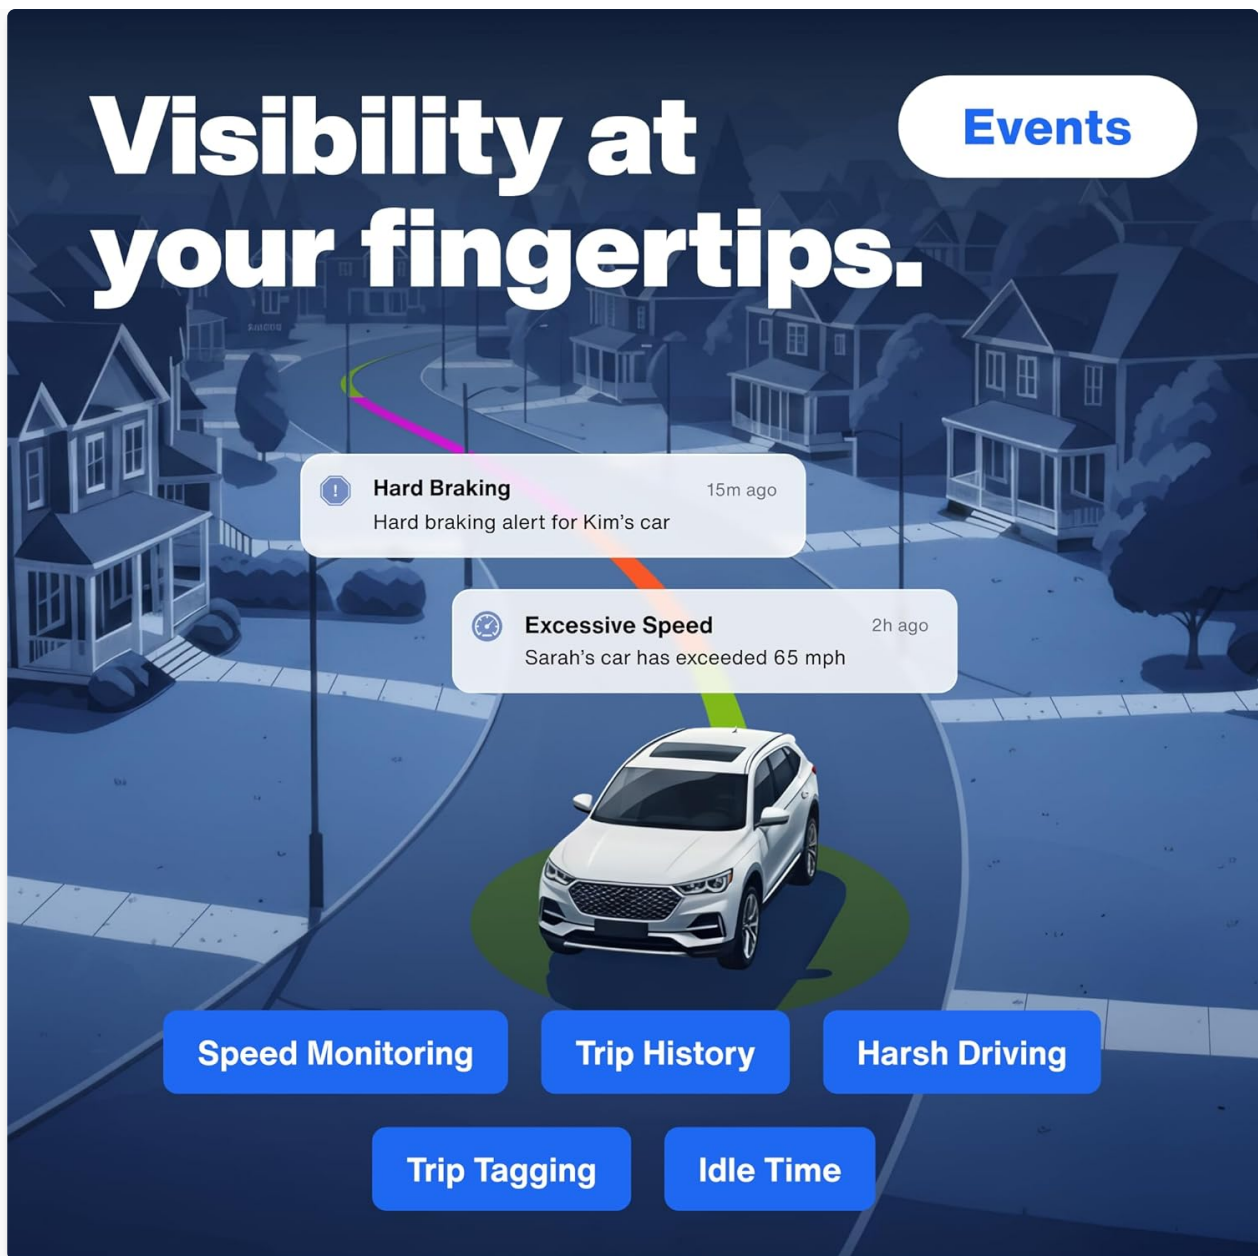 Visibility at
Events
your fingertips.
Hard Braking 15m ago
Hard braking alert for Kim's car
Excessive Speed 2h ago
Sarah's car has exceeded 65 mph
Speed Monitoring Trip History Harsh Driving
Trip Tagging Idle Time